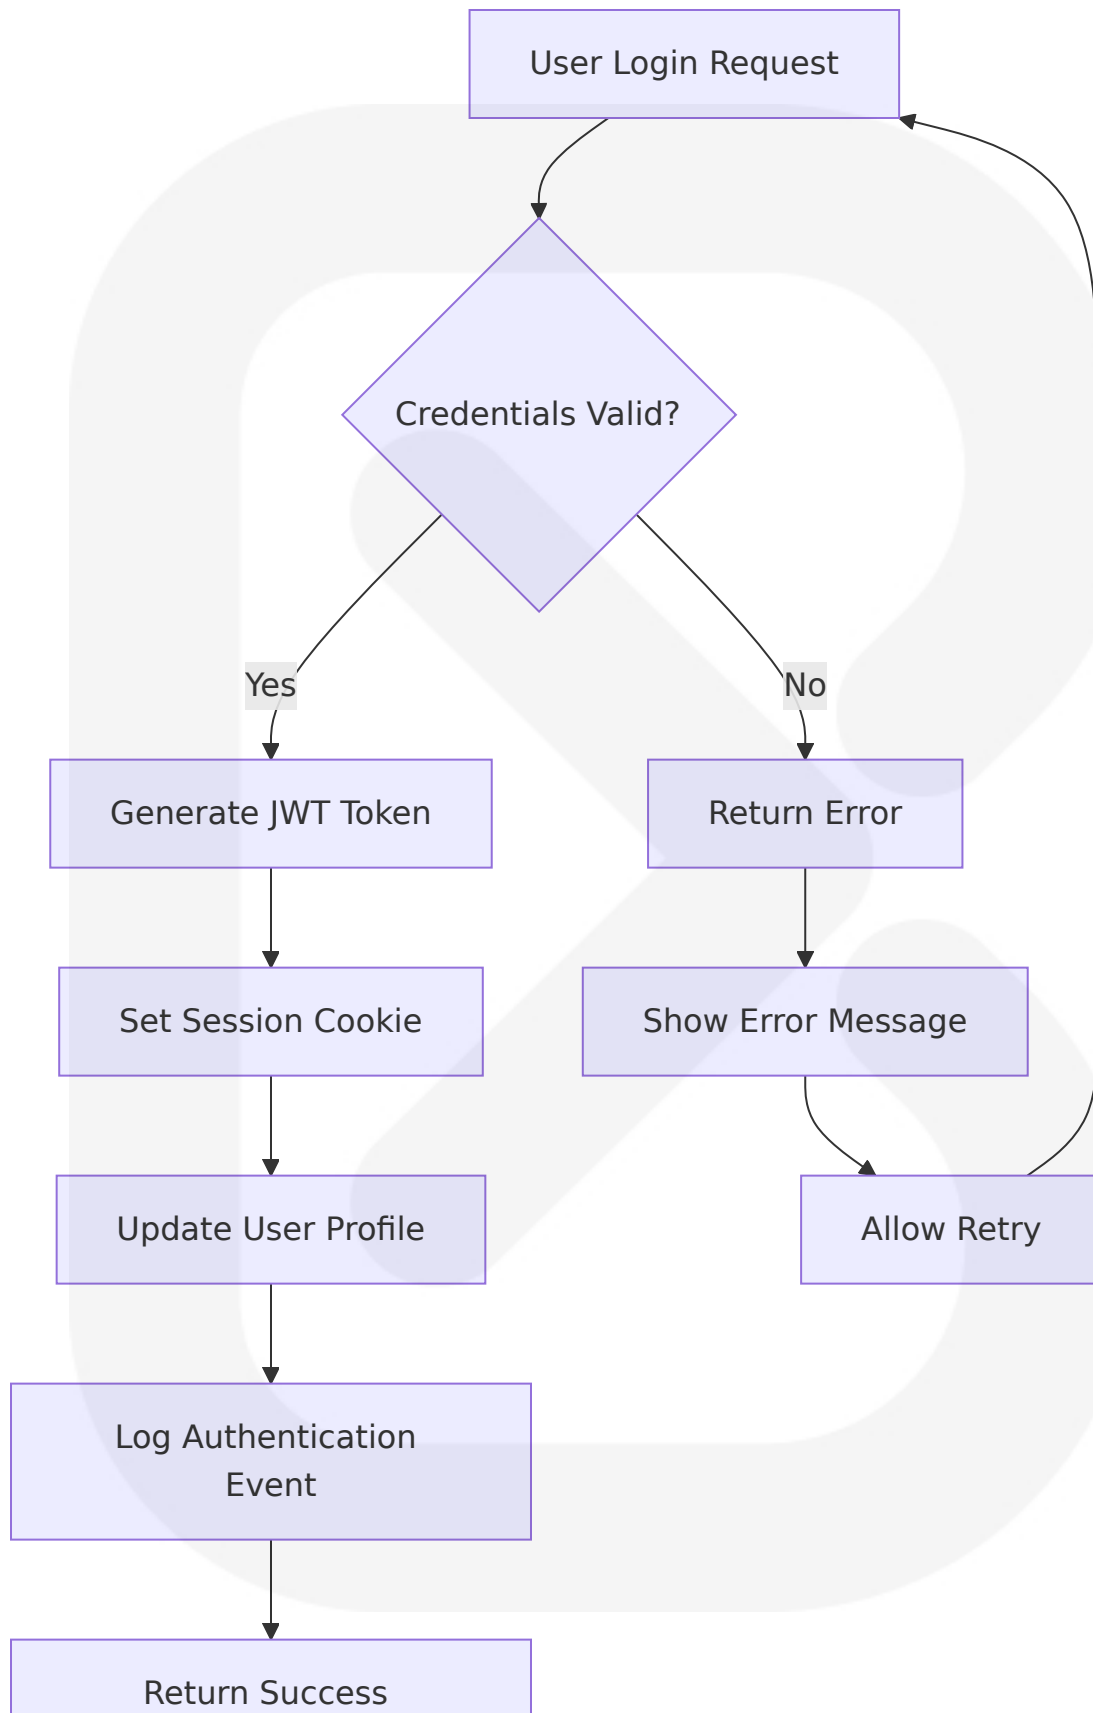 User Login Request
Credentials Valid?
Yes
No
Generate JWT Token
Return Error
Set Session Cookie
Show Error Message
Update User Profile
Allow Retry
Log Authentication
Event
Return Success